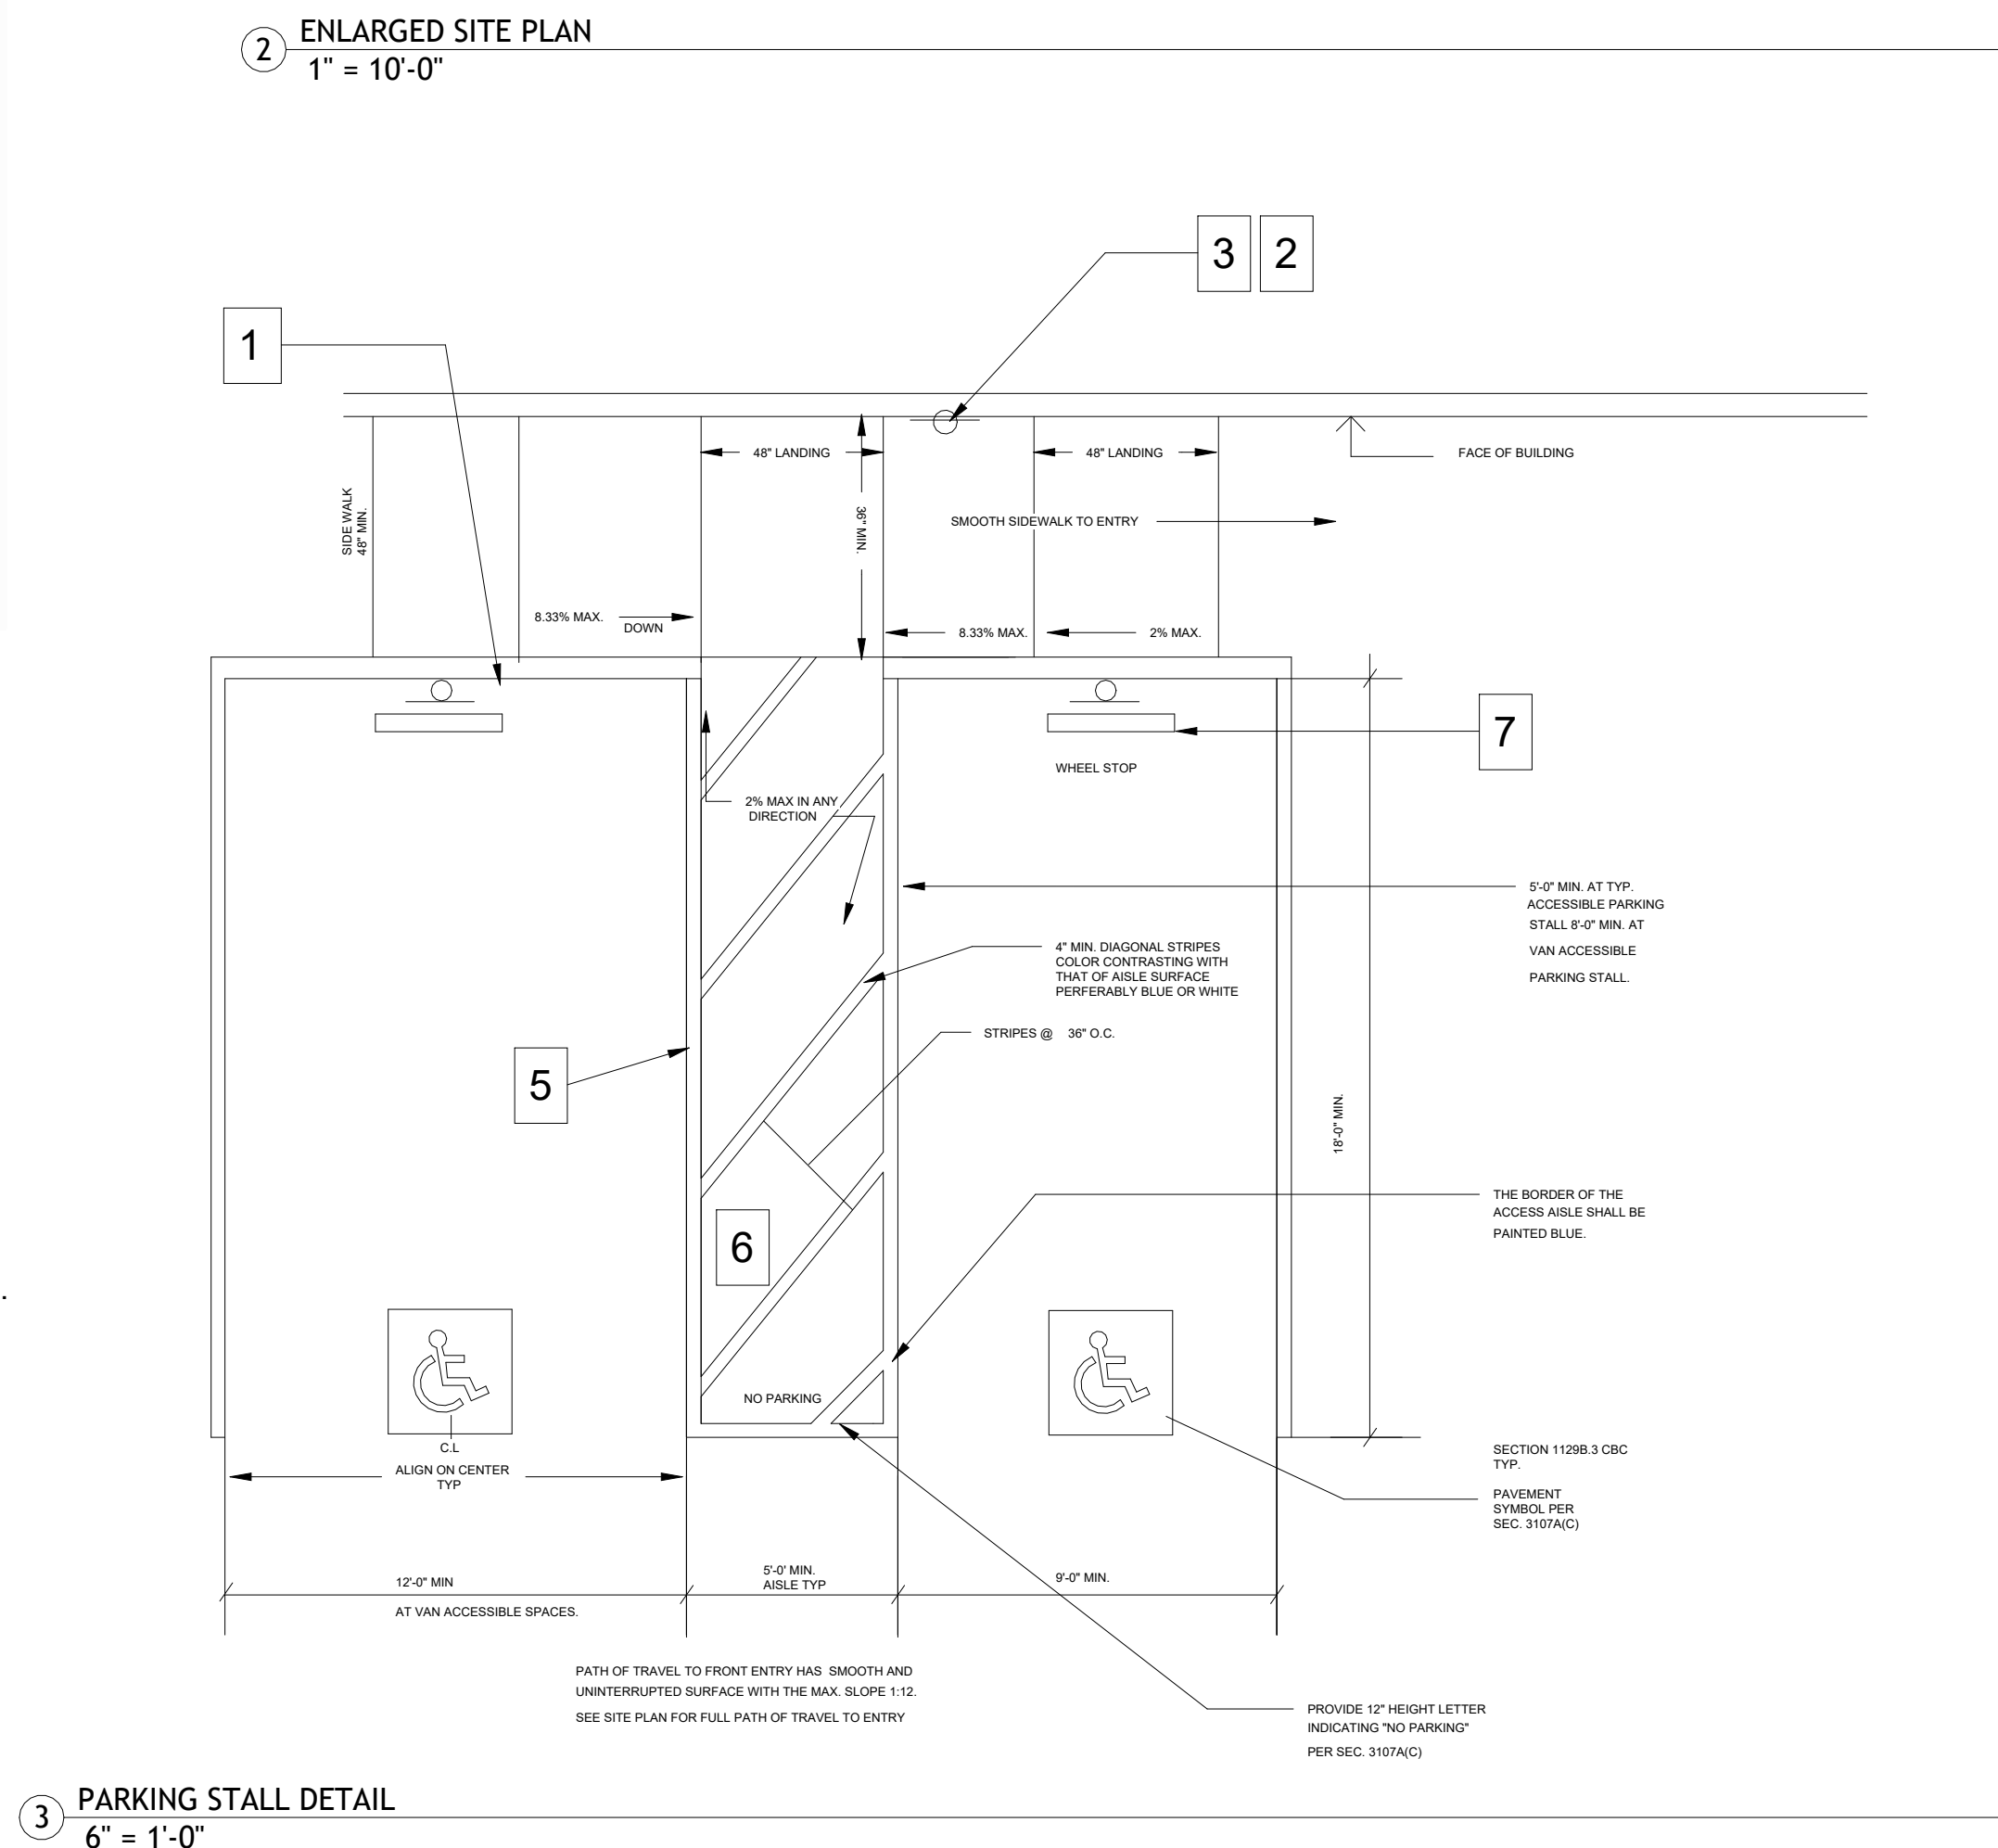 2
ENLARGED SITE PLAN
1" = 10'-0"
3
2
1
48" LANDING
48" LANDING
FACE OF BUILDING
SIDE WALK
48" MIN.
36" MIN.
SMOOTH SIDEWALK TO ENTRY
8.33% MAX.
DOWN
8.33% MAX.
2% MAX.
7
WHEEL STOP
2% MAX IN ANY
DIRECTION
5'-0" MIN. AT TYP.
ACCESSIBLE PARKING
STALL 8'-0" MIN. AT
VAN ACCESSIBLE
PARKING STALL.
4" MIN. DIAGONAL STRIPES
COLOR CONTRASTING WITH
THAT OF AISLE SURFACE
PERFERABLY BLUE OR WHITE
STRIPES @ 36" O.C.
5
18'-0" MIN.
THE BORDER OF THE
ACCESS AISLE SHALL BE
PAINTED BLUE.
6
.
NO PARKING
C.L
ALIGN ON CENTER
TYP
SECTION 1129B.3 CBC
TYP.
PAVEMENT
SYMBOL PER
SEC. 3107A(C)
12'-0" MIN
AT VAN ACCESSIBLE SPACES.
5'-0' MIN.
AISLE TYP
9'-0" MIN.
PATH OF TRAVEL TO FRONT ENTRY HAS SMOOTH AND
UNINTERRUPTED SURFACE WITH THE MAX. SLOPE 1:12.
SEE SITE PLAN FOR FULL PATH OF TRAVEL TO ENTRY
PROVIDE 12" HEIGHT LETTER
INDICATING "NO PARKING"
PER SEC. 3107A(C)
3
PARKING STALL DETAIL
6" = 1'-0"